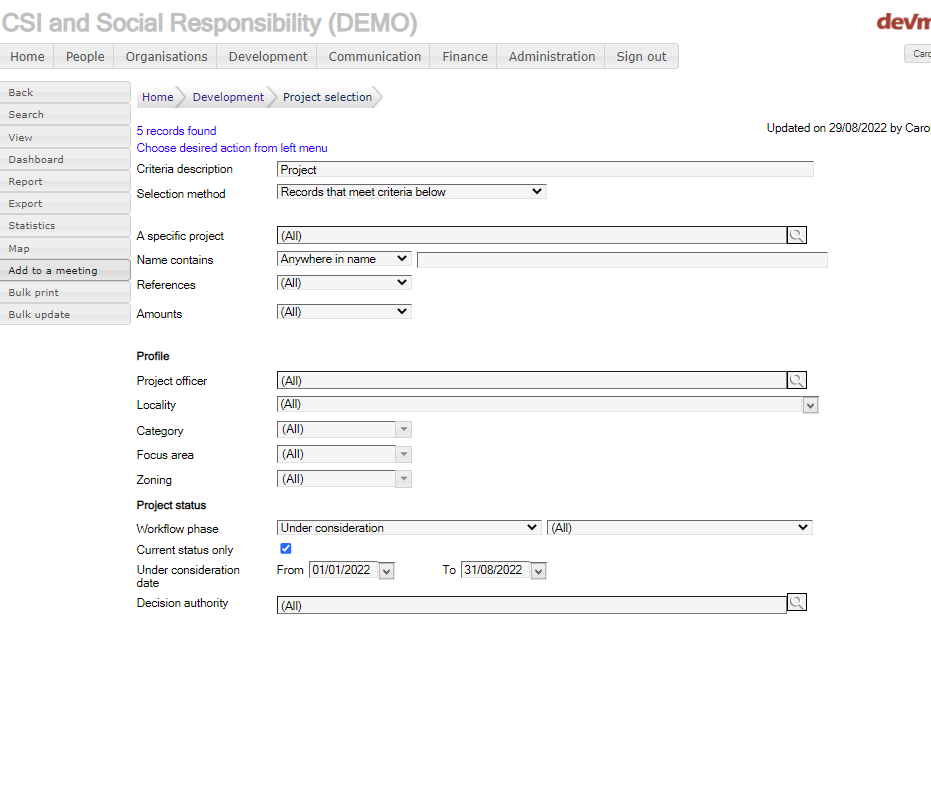 CSI and Social Responsibility (DEMO)
Home People Organisations Development Communication Finance Administration Sign out
Back
Search
View
Dashboard
Report
Export
Statistics
Map
Add to a meeting
Bulk print
Bulk update
Home Development Project selection
5 records found
Updated on 29/08/2022 by
Choose desired action from left menu
Criteria description Project
Selection method Records that meet criteria below
A specific project (All)
Name contains Anywhere in name
References (All)
Amounts (All)
Profile
Project officer (All)
Locality (All)
Category (All)
Focus area (All)
Zoning (All)
Project status
Workflow phase Under consideration (All)
Current status only
Under consideration date From 01/01/2022 To 31/08/2022
Decision authority (All)